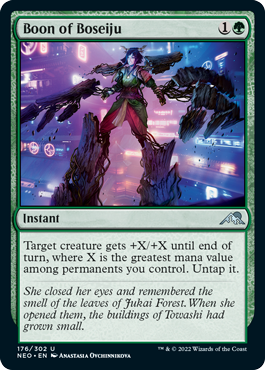 Boon of Boseiju 1
Instant
Target creature gets +X/+X until end of
turn, where X is the greatest mana value
among permanents you control. Untap it.
She closed her eyes and remembered the
smell of the leaves of Jukai Forest. When she
opened them, the buildings of Towashi had
grown small.
176/302 U
NEO • EN ANASTASIA OVCHINNIKOVA
™ & © 2022 Wizards of the Coast